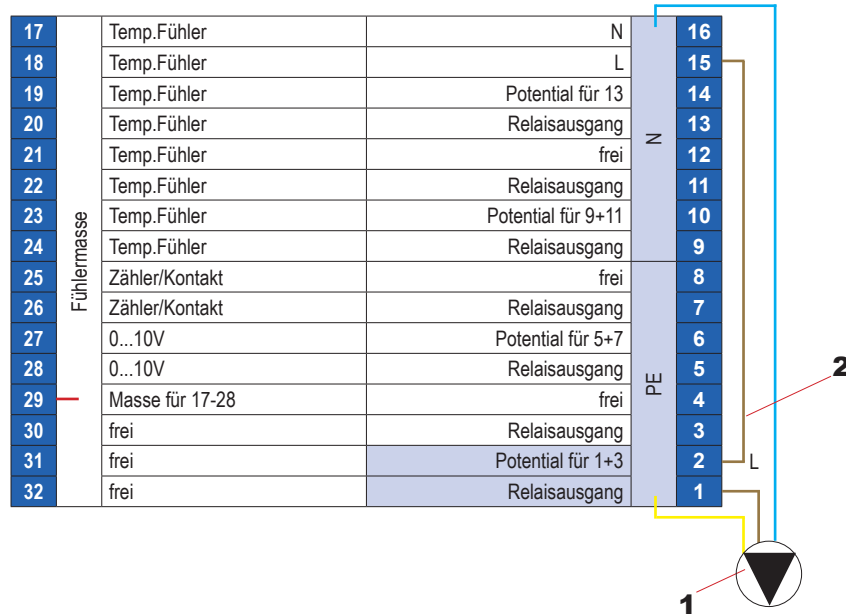 17 Temp.Fühler N 16
18 Temp.Fühler L 15
19 Temp.Fühler Potential für 13 14
20 Temp.Fühler Relaisausgang 13
N
21 Temp.Fühler frei 12
22 Temp.Fühler Relaisausgang 11
23 Temp.Fühler Potential für 9+11 10
24 Temp.Fühler Relaisausgang 9
Fühlermasse
25 Zähler/Kontakt frei 8
26 Zähler/Kontakt Relaisausgang 7
27 0...10V Potential für 5+7 6
28 0...10V Relaisausgang 5
2
PE
29 Masse für 17-28 frei 4
30 frei Relaisausgang 3
31 frei Potential für 1+3 2 L
32 frei Relaisausgang 1
1